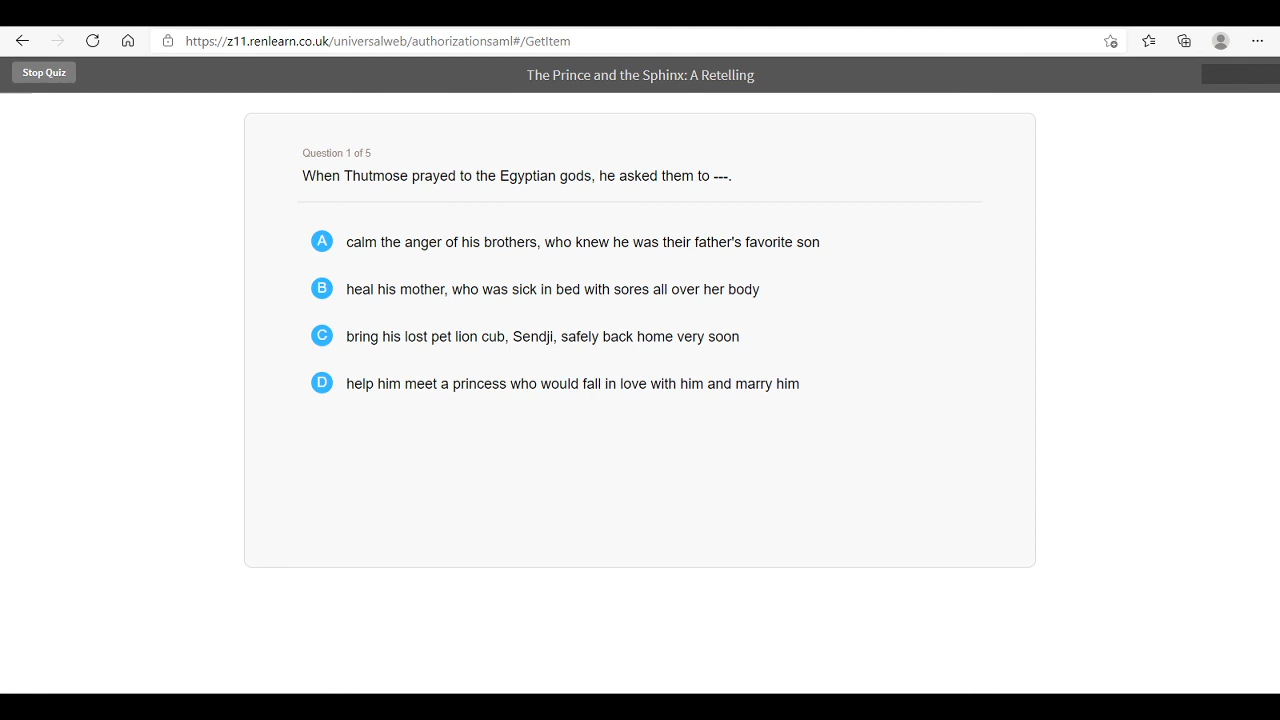 https://z11.renlearn.co.uk/universalweb/authorizationsaml#/GetItem
Stop Quiz
The Prince and the Sphinx: A Retelling
Question 1 of 5
When Thutmose prayed to the Egyptian gods, he asked them to ---.
A calm the anger of his brothers, who knew he was their father's favorite son
B heal his mother, who was sick in bed with sores all over her body
C bring his lost pet lion cub, Sendji, safely back home very soon
D help him meet a princess who would fall in love with him and marry him